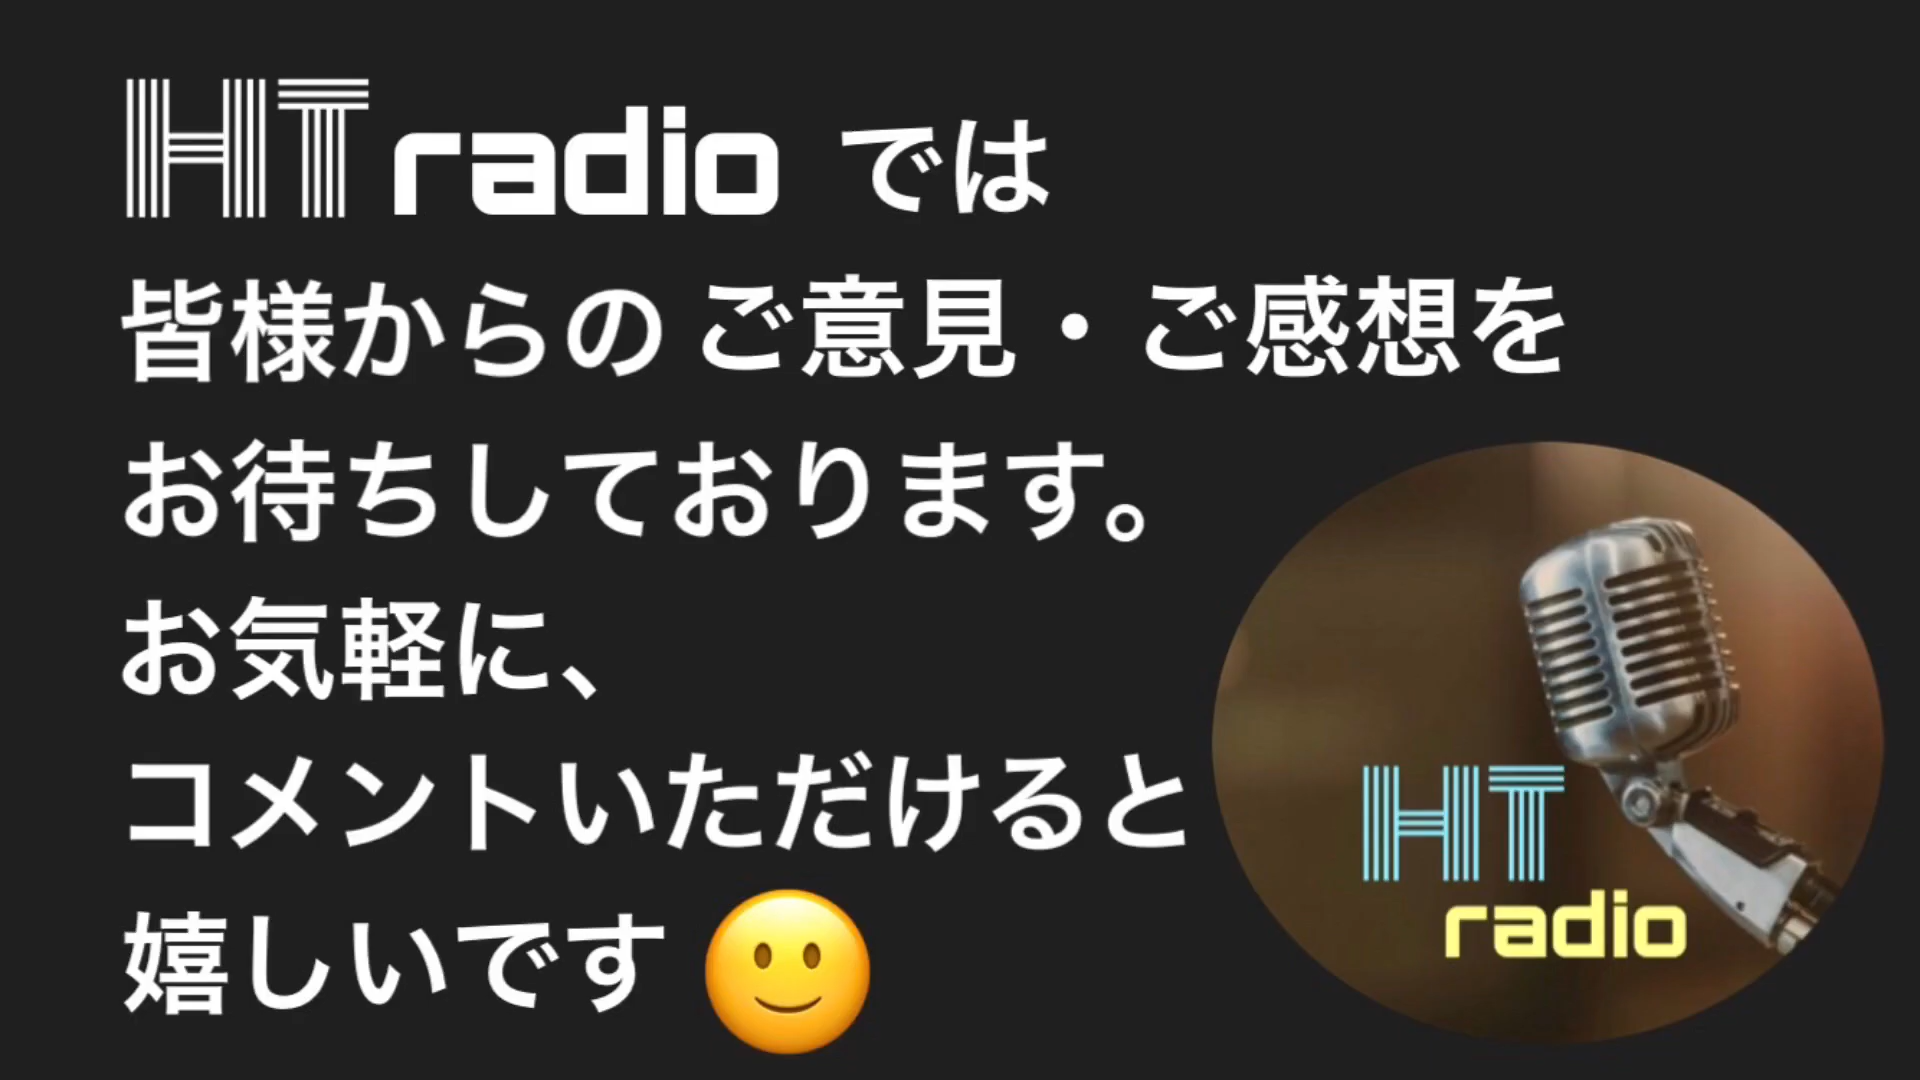 HT radio では
皆様からの ご意見・ご感想を
お待ちしております。
お気軽に、
コメントいただけると
嬉しいです🙂
HT
radio